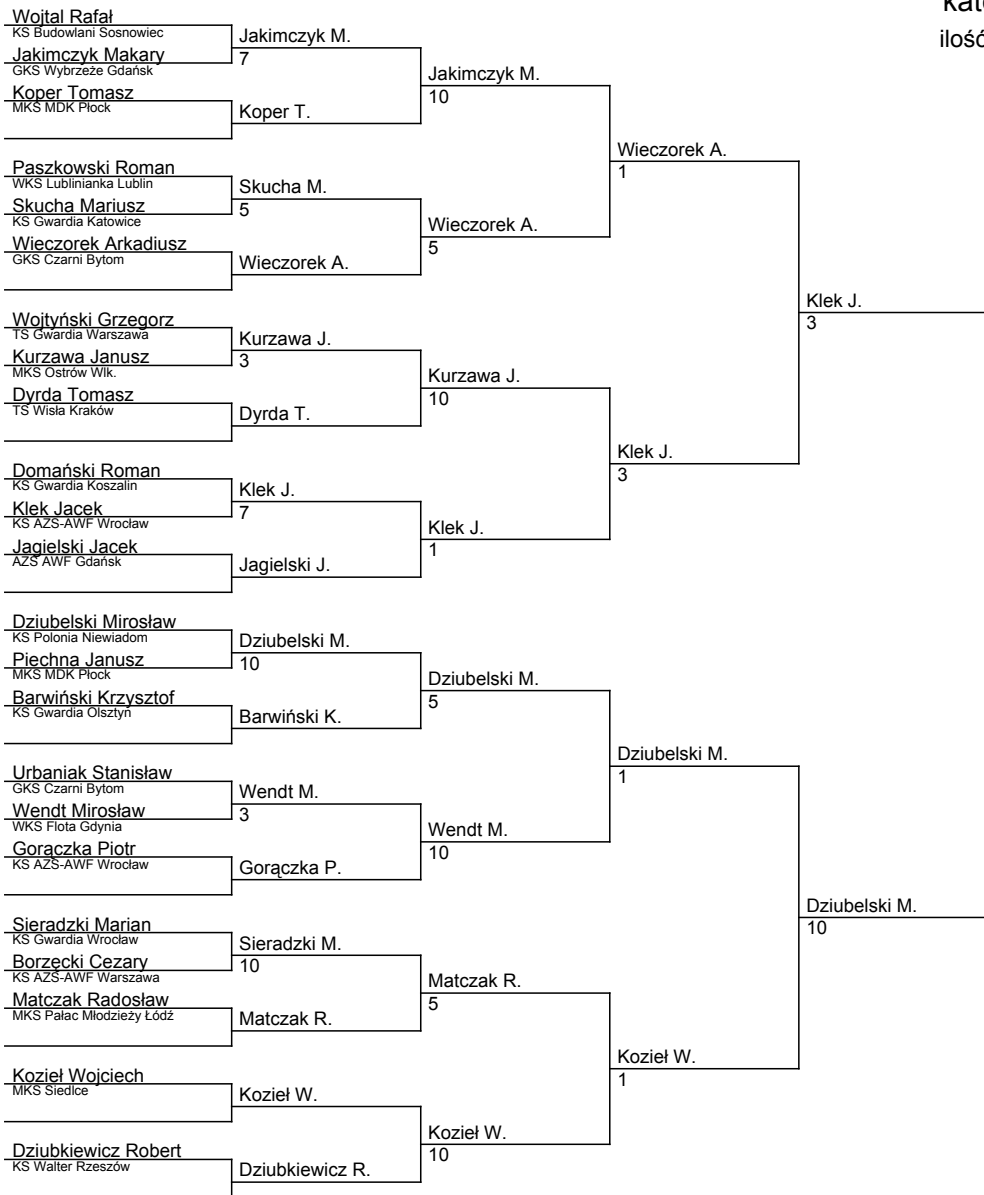 kat
ilość
Wojtal Rafał
KS Budowlani Sosnowiec
Jakimczyk M.
7
Jakimczyk Makary
GKS Wybrzeże Gdańsk
Jakimczyk M.
10
Koper Tomasz
MKS MDK Płock
Koper T.
Wieczorek A.
1
Paszkowski Roman
WKS Lublinianka Lublin
Skucha M.
5
Skucha Mariusz
KS Gwardia Katowice
Wieczorek A.
5
Wieczorek Arkadiusz
GKS Czarni Bytom
Wieczorek A.
Klek J.
3
Wojtyński Grzegorz
TS Gwardia Warszawa
Kurzawa J.
3
Kurzawa Janusz
MKS Ostrów Wlk.
Kurzawa J.
10
Dyrda Tomasz
TS Wisła Kraków
Dyrda T.
Klek J.
3
Domański Roman
KS Gwardia Koszalin
Klek J.
7
Klek Jacek
KS AZS-AWF Wrocław
Klek J.
1
Jagielski Jacek
AZS AWF Gdańsk
Jagielski J.
Dziubelski Mirosław
KS Polonia Niewiadom
Dziubelski M.
10
Piechna Janusz
MKS MDK Płock
Dziubelski M.
5
Barwiński Krzysztof
KS Gwardia Olsztyn
Barwiński K.
Dziubelski M.
1
Urbaniak Stanisław
GKS Czarni Bytom
Wendt M.
3
Wendt Mirosław
WKS Flota Gdynia
Wendt M.
10
Gorączka Piotr
KS AZS-AWF Wrocław
Gorączka P.
Dziubelski M.
10
Sieradzki Marian
KS Gwardia Wrocław
Sieradzki M.
10
Borzęcki Cezary
KS AZS-AWF Warszawa
Matczak R.
5
Matczak Radosław
MKS Pałac Młodzieży Łódź
Matczak R.
Kozieł W.
1
Kozieł Wojciech
MKS Siedlce
Kozieł W.
Kozieł W.
10
Dziubkiewicz Robert
KS Walter Rzeszów
Dziubkiewicz R.